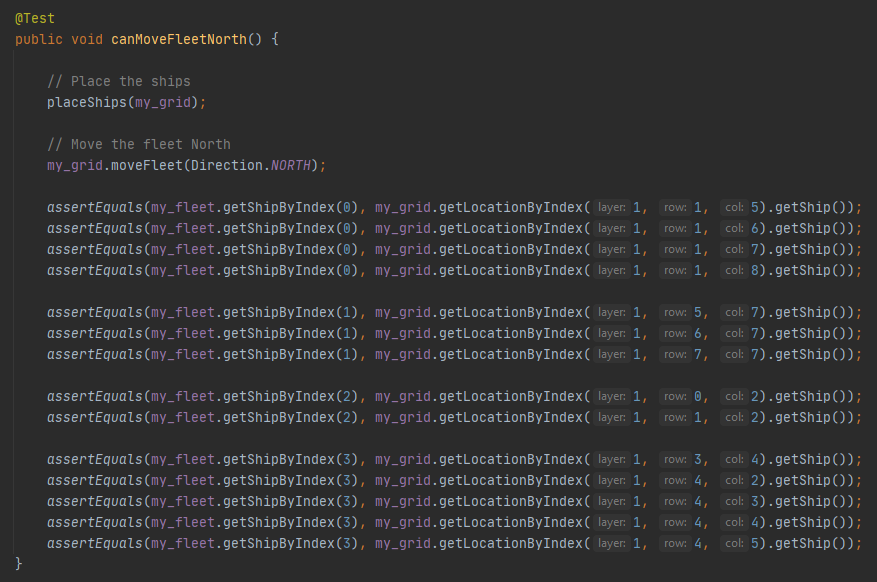 @Test
public void canMoveFleetNorth() {
// Place the ships
placeShips(my_grid);
// Move the fleet North
my_grid.moveFleet(Direction.NORTH);
assertEquals(my_fleet.getShipByIndex(0), my_grid.getLocationByIndex( layer: 1, row: 1, col: 5).getShip());
assertEquals(my_fleet.getShipByIndex(0), my_grid.getLocationByIndex( layer: 1, row: 1, col: 6).getShip());
assertEquals(my_fleet.getShipByIndex(0), my_grid.getLocationByIndex( layer: 1, row: 1, col: 7).getShip());
assertEquals(my_fleet.getShipByIndex(0), my_grid.getLocationByIndex( layer: 1, row: 1, col: 8).getShip());
assertEquals(my_fleet.getShipByIndex(1), my_grid.getLocationByIndex( layer: 1, row: 5, col: 7).getShip());
assertEquals(my_fleet.getShipByIndex(1), my_grid.getLocationByIndex( layer: 1, row: 6, col: 7).getShip());
assertEquals(my_fleet.getShipByIndex(1), my_grid.getLocationByIndex( layer: 1, row: 7, col: 7).getShip());
assertEquals(my_fleet.getShipByIndex(2), my_grid.getLocationByIndex( layer: 1, row: 0, col: 2).getShip());
assertEquals(my_fleet.getShipByIndex(2), my_grid.getLocationByIndex( layer: 1, row: 1, col: 2).getShip());
assertEquals(my_fleet.getShipByIndex(3), my_grid.getLocationByIndex( layer: 1, row: 3, col: 4).getShip());
assertEquals(my_fleet.getShipByIndex(3), my_grid.getLocationByIndex( layer: 1, row: 4, col: 2).getShip());
assertEquals(my_fleet.getShipByIndex(3), my_grid.getLocationByIndex( layer: 1, row: 4, col: 3).getShip());
assertEquals(my_fleet.getShipByIndex(3), my_grid.getLocationByIndex( layer: 1, row: 4, col: 4).getShip());
assertEquals(my_fleet.getShipByIndex(3), my_grid.getLocationByIndex( layer: 1, row: 4, col: 5).getShip());
}